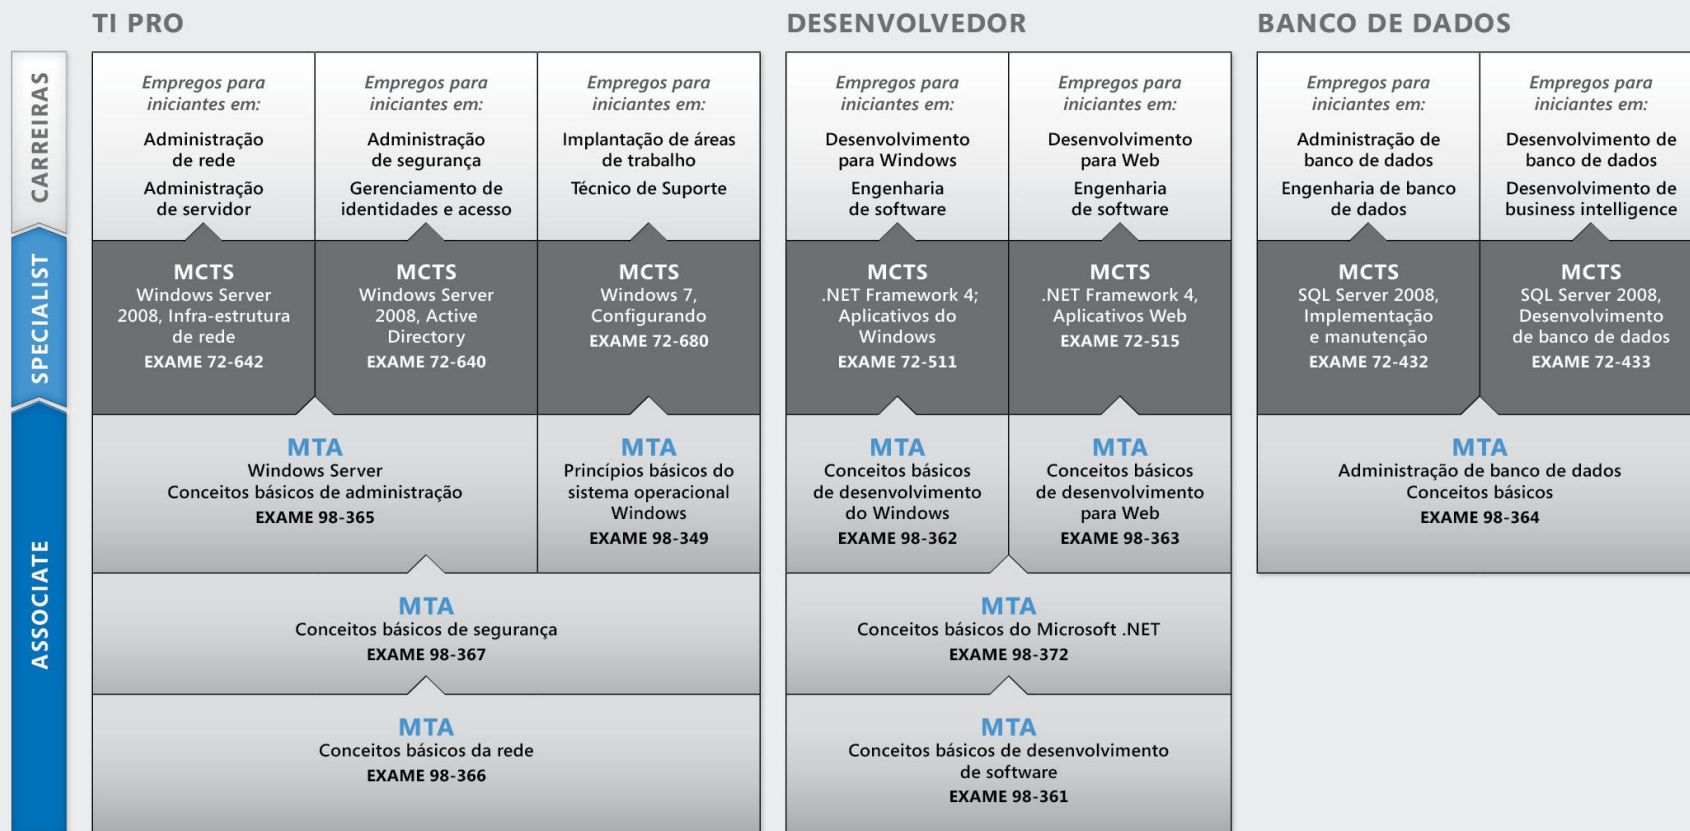 TI PRO
DESENVOLVEDOR
BANCO DE DADOS
CARREIRAS
Empregos para
iniciantes em:
Administração
de rede
Administração
de servidor
Empregos para
iniciantes em:
Administração
de segurança
Gerenciamento de
identidades e acesso
Empregos para
iniciantes em:
Implantação de áreas
de trabalho
Técnico de Suporte
Empregos para
iniciantes em:
Desenvolvimento
para Windows
Engenharia
de software
Empregos para
iniciantes em:
Desenvolvimento
para Web
Engenharia
de software
Empregos para
iniciantes em:
Administração de
banco de dados
Engenharia de banco
de dados
Empregos para
iniciantes em:
Desenvolvimento de
banco de dados
Desenvolvimento de
business intelligence
SPECIALIST
MCTS
Windows Server
2008, Infra-estrutura
de rede
EXAME 72-642
MCTS
Windows Server
2008, Active
Directory
EXAME 72-640
MCTS
Windows 7,
Configurando
EXAME 72-680
MCTS
.NET Framework 4;
Aplicativos do
Windows
EXAME 72-511
MCTS
.NET Framework 4,
Aplicativos Web
EXAME 72-515
MCTS
SQL Server 2008,
Implementação
e manutenção
EXAME 72-432
MCTS
SQL Server 2008,
Desenvolvimento
de banco de dados
EXAME 72-433
ASSOCIATE
MTA
Windows Server
Conceitos básicos de administração
EXAME 98-365
MTA
Princípios básicos do
sistema operacional
Windows
EXAME 98-349
MTA
Conceitos básicos
de desenvolvimento
do Windows
EXAME 98-362
MTA
Conceitos básicos
de desenvolvimento
para Web
EXAME 98-363
MTA
Administração de banco de dados
Conceitos básicos
EXAME 98-364
MTA
Conceitos básicos de segurança
EXAME 98-367
MTA
Conceitos básicos do Microsoft .NET
EXAME 98-372
MTA
Conceitos básicos da rede
EXAME 98-366
MTA
Conceitos básicos de desenvolvimento
de software
EXAME 98-361